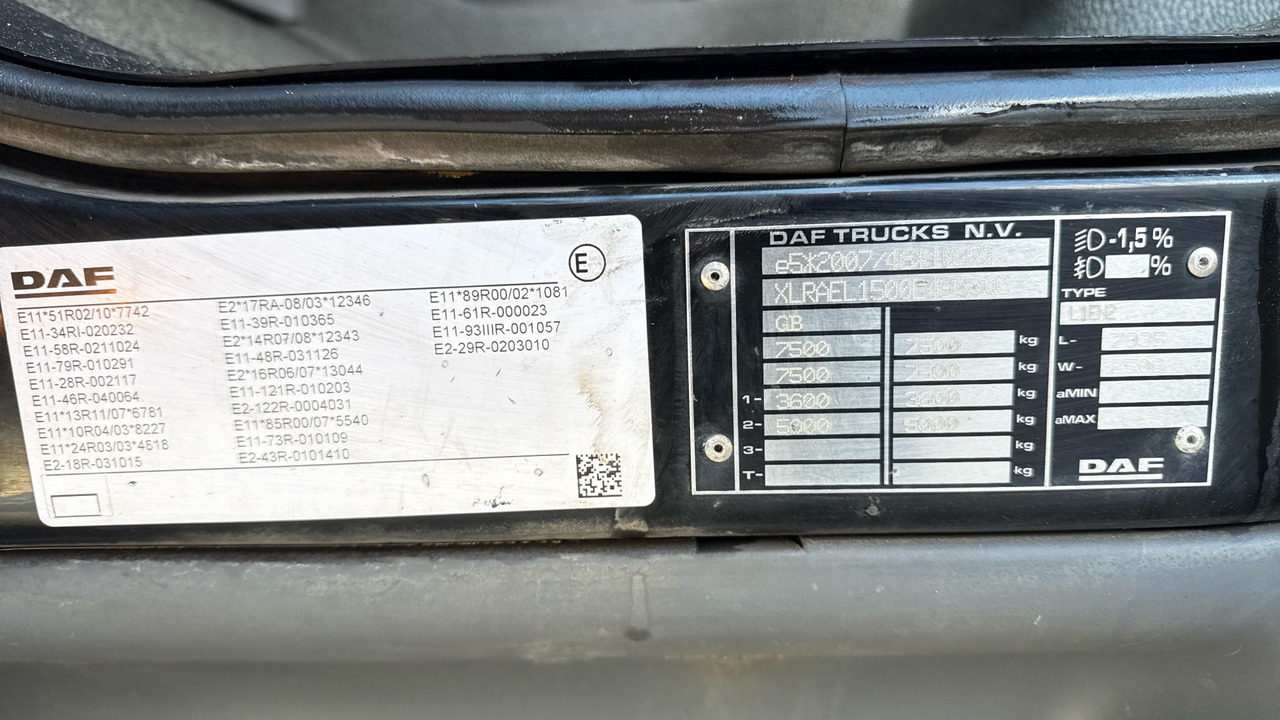 DAF
E
E11*51R02/10*7742
E11-34RI-020232
E11-58R-0211024
E11-79R-010291
E11-28R-002117
E11-46R-040064
E11*13R11/07*6781
E11*10R04/03*8227
E11*24R03/03*4618
E2-18R-031015
E2*17RA-08/03*12346
E11-39R-010365
E2*14R07/08*12343
E11-48R-031126
E2*16R06/07*13044
E11-121R-010203
E2-122R-0004031
E11*85R00/07*5540
E11-73R-010109
E2-43R-0101410
E11*89R00/02*1081
E11-61R-000023
E11-93IIIR-001057
E2-29R-0203010
DAF TRUCKS N.V.
GB
7500 7500 kg
7500 7500 kg
1- 3600 3600 kg
2- 5000 5000 kg
3- kg
T- kg
-1,5 %
%
TYPE
L-
W-
aMIN
aMAX
DAF